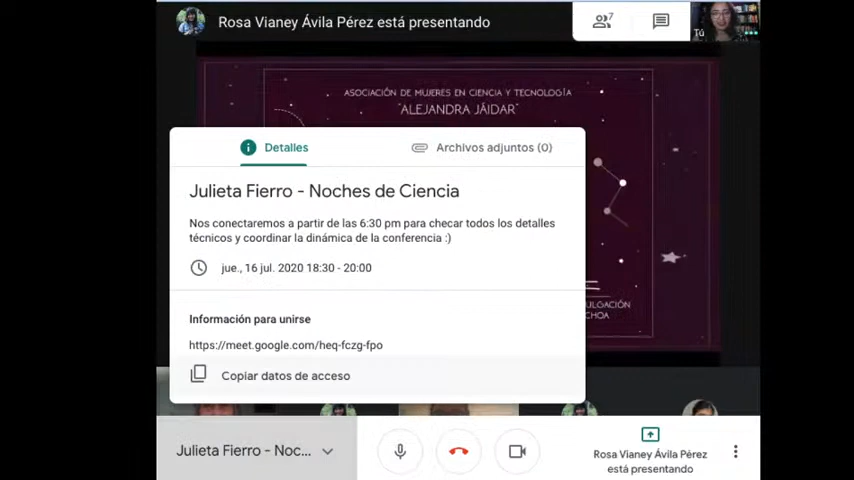 Rosa Vianey Ávila Pérez está presentando
7
Tú
ASOCIACIÓN DE MUJERES EN CIENCIA Y TECNOLOGÍA
"ALEJANDRA JÁIDAR"
Detalles
Archivos adjuntos (0)
Julieta Fierro - Noches de Ciencia
Nos conectaremos a partir de las 6:30 pm para checar todos los detalles
técnicos y coordinar la dinámica de la conferencia :)
jue., 16 jul. 2020 18:30 - 20:00
Información para unirse
https://meet.google.com/heq-fczg-fpo
Copiar datos de acceso
ULGACIÓN
CHOA
Julieta Fierro - Noc...
Rosa Vianey Ávila Pérez
está presentando